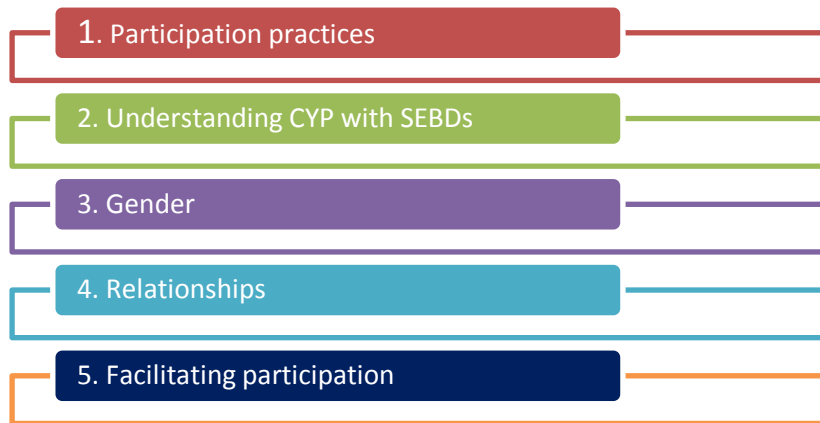 1. Participation practices
2. Understanding CYP with SEBDs
3. Gender
4. Relationships
5. Facilitating participation